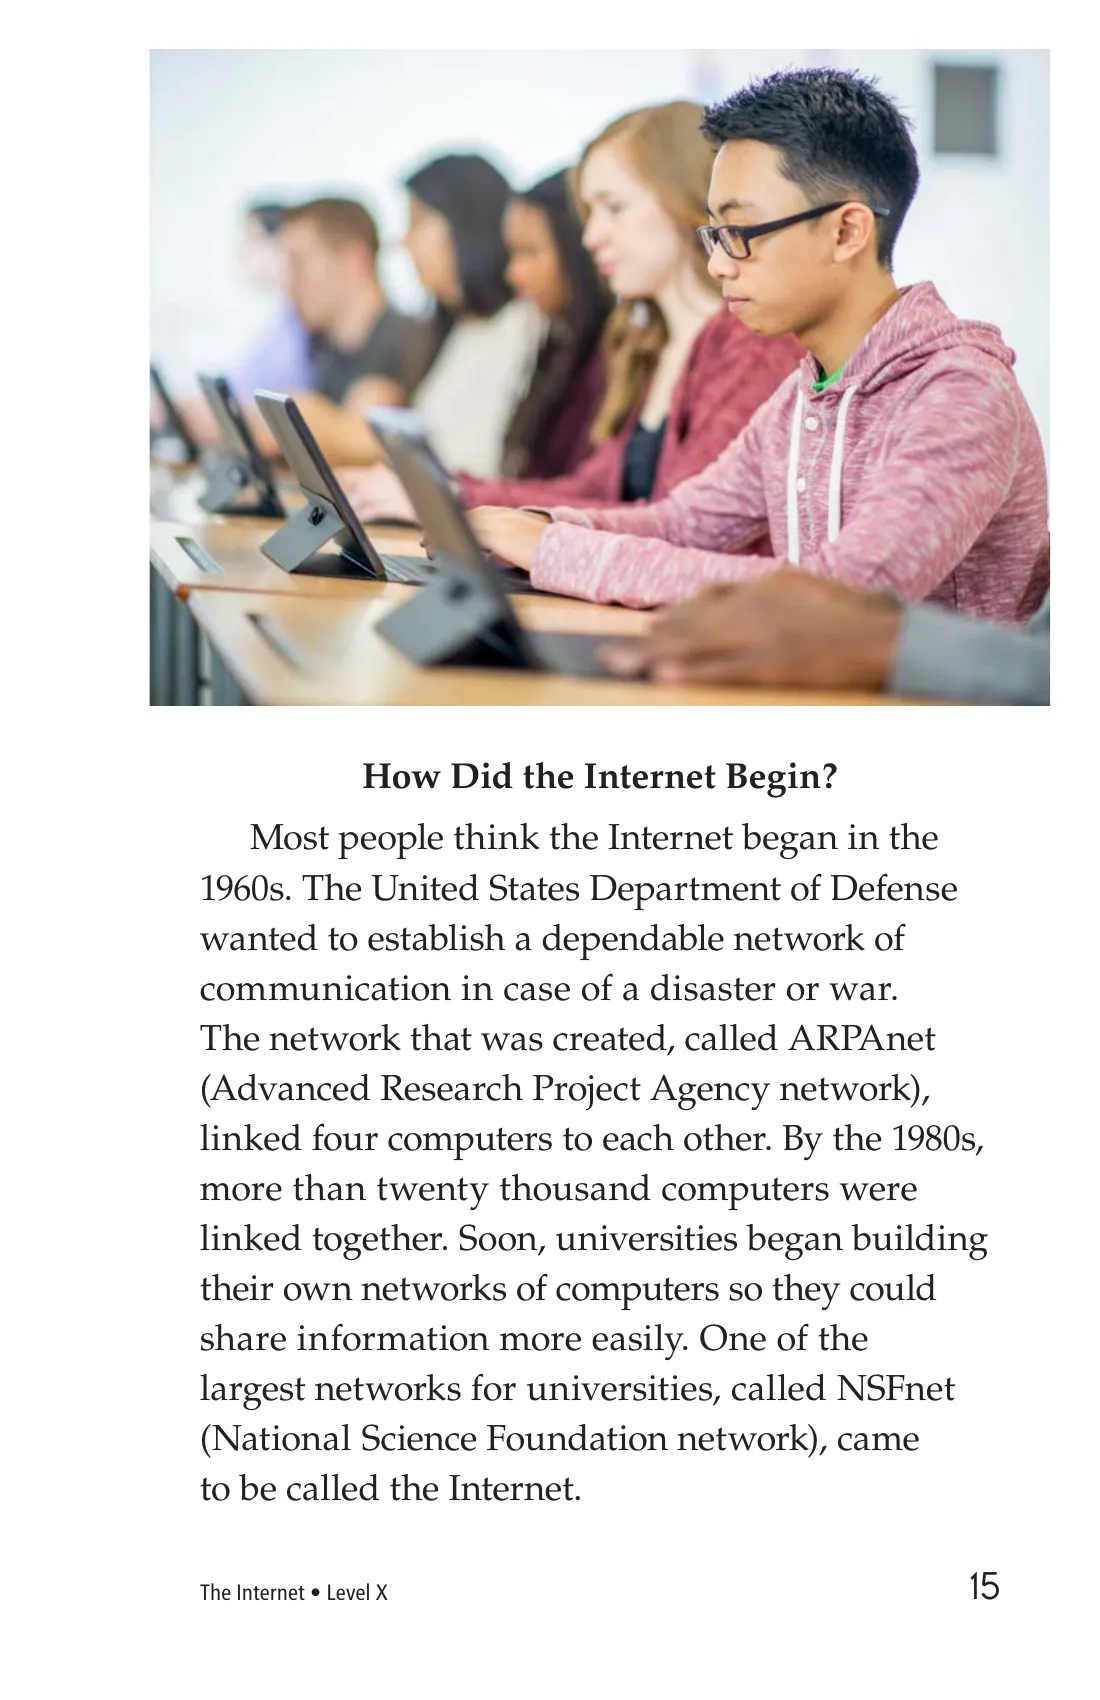 How Did the Internet Begin?
Most people think the Internet began in the
1960s. The United States Department of Defense
wanted to establish a dependable network of
communication in case of a disaster or war.
The network that was created, called ARPAnet
(Advanced Research Project Agency network),
linked four computers to each other. By the 1980s,
more than twenty thousand computers were
linked together. Soon, universities began building
their own networks of computers so they could
share information more easily. One of the
largest networks for universities, called NSFnet
(National Science Foundation network), came
to be called the Internet.
The Internet • Level X
15